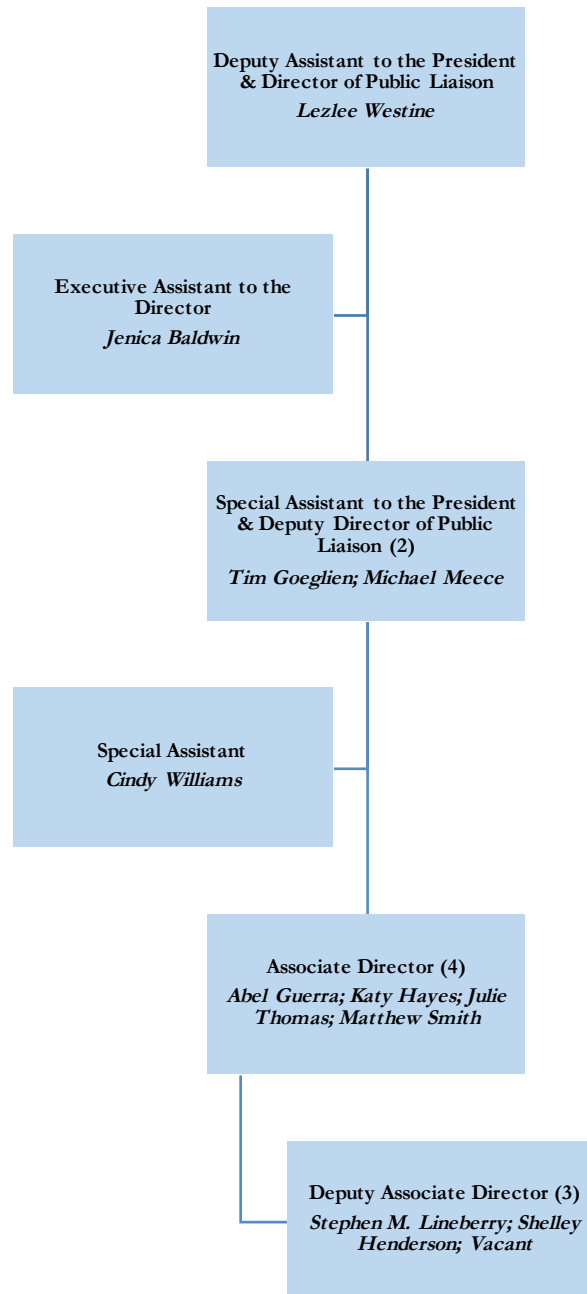 Deputy Assistant to the President
& Director of Public Liaison
Lezlee Westine
Executive Assistant to the
Director
Jenica Baldwin
Special Assistant to the President
& Deputy Director of Public
Liaison (2)
Tim Goeglien; Michael Meece
Special Assistant
Cindy Williams
Associate Director (4)
Abel Guerra; Katy Hayes; Julie
Thomas; Matthew Smith
Deputy Associate Director (3)
Stephen M. Lineberry; Shelley
Henderson; Vacant